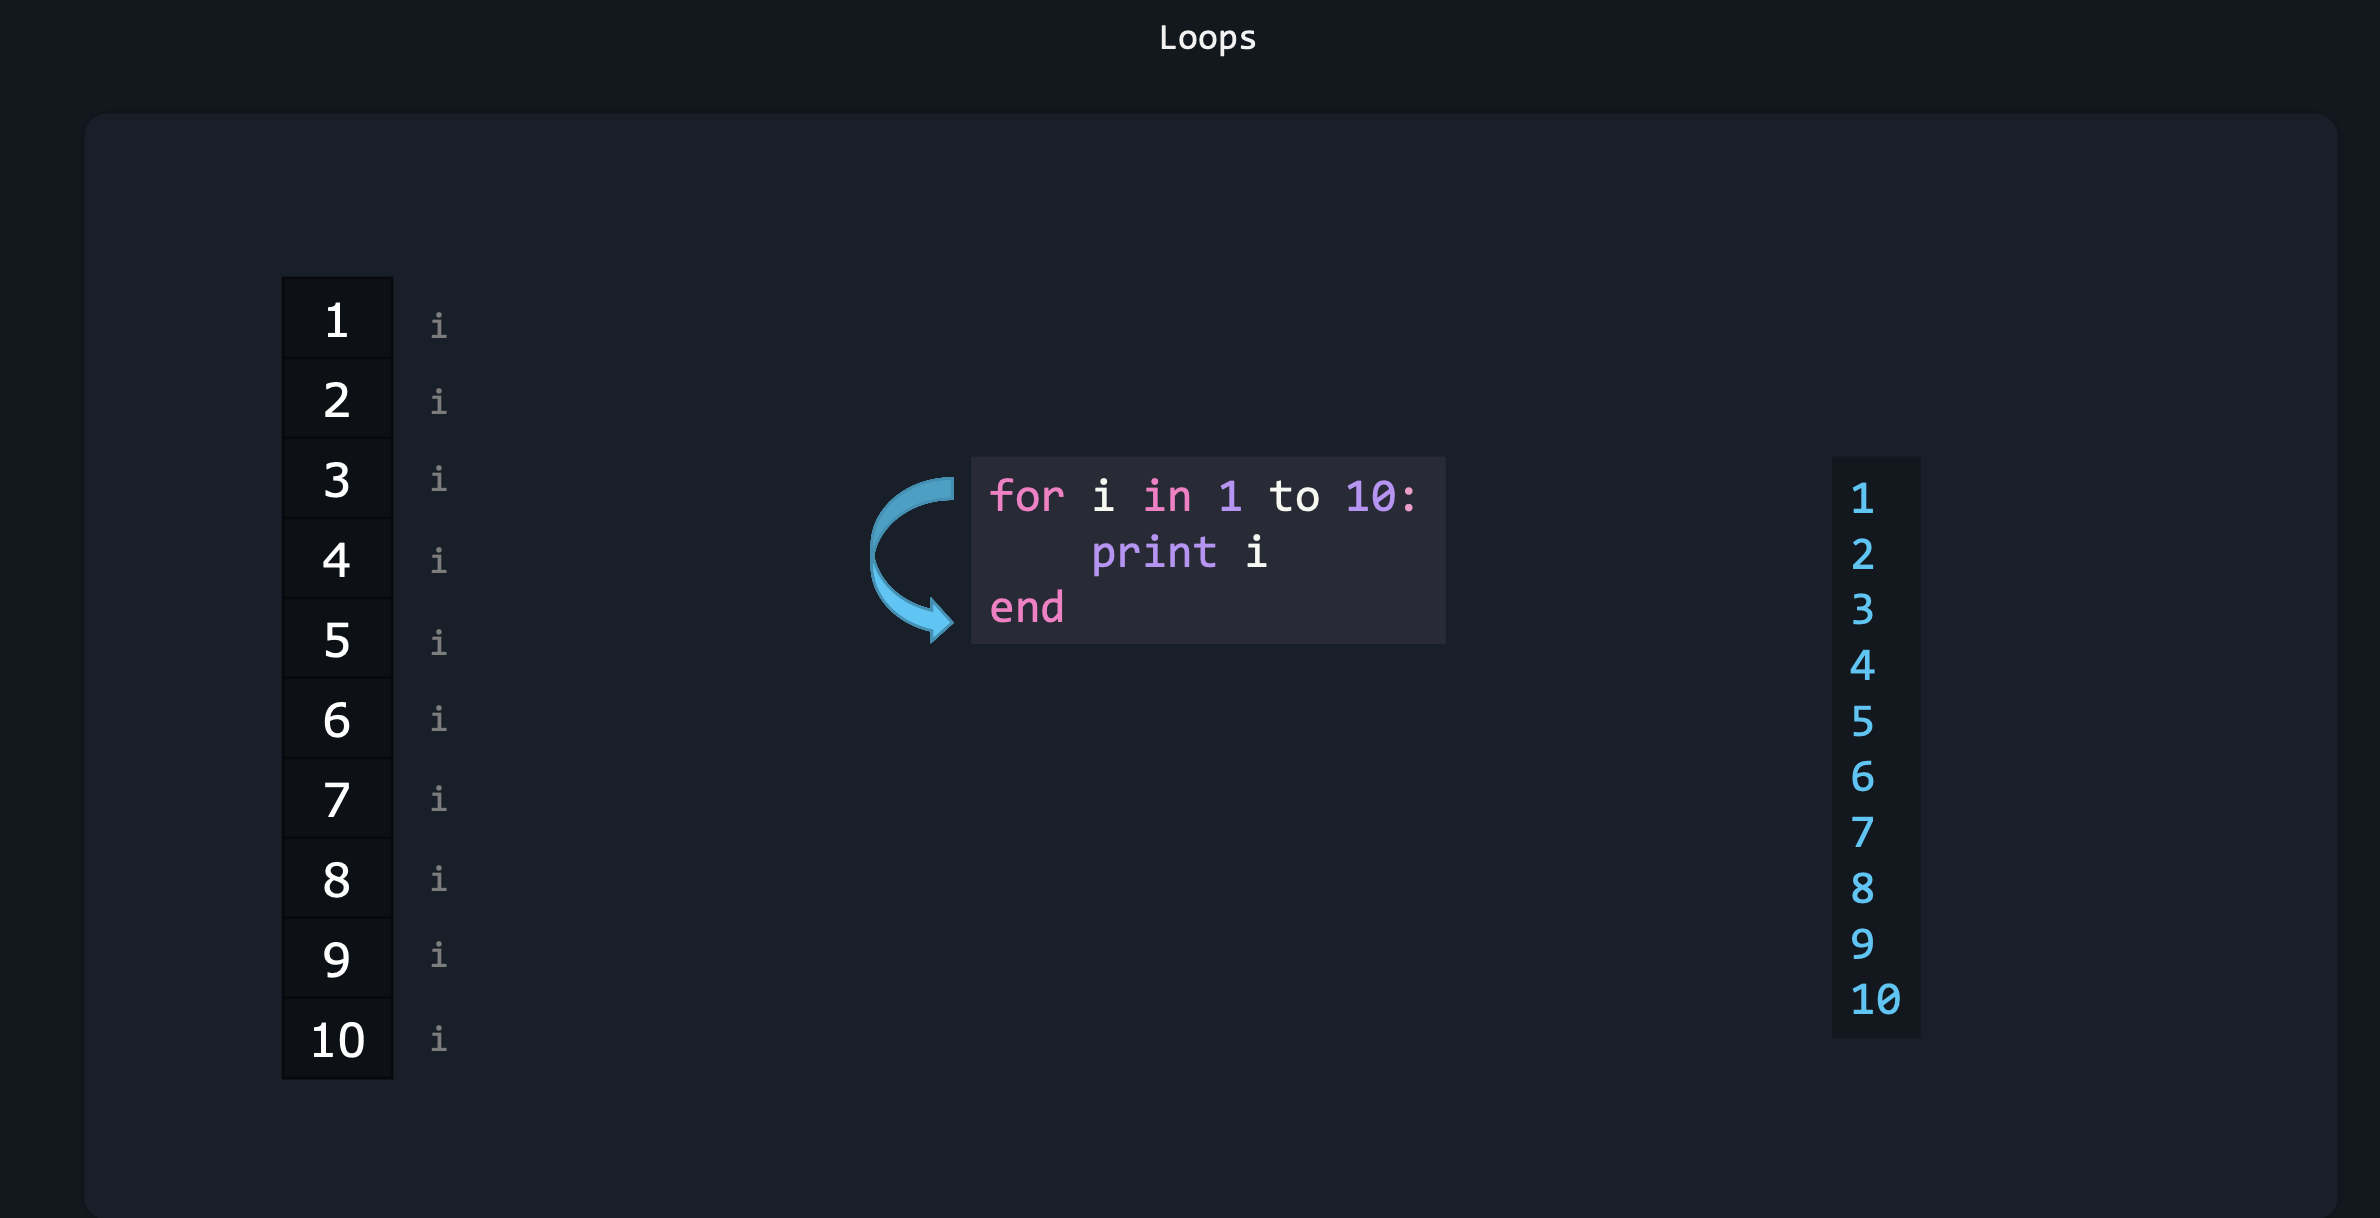 Loops
1 i
2 i
3 i
4 i
5 i
6 i
7 i
8 i
9 i
10 i
for i in 1 to 10:
    print i
end
1
2
3
4
5
6
7
8
9
10